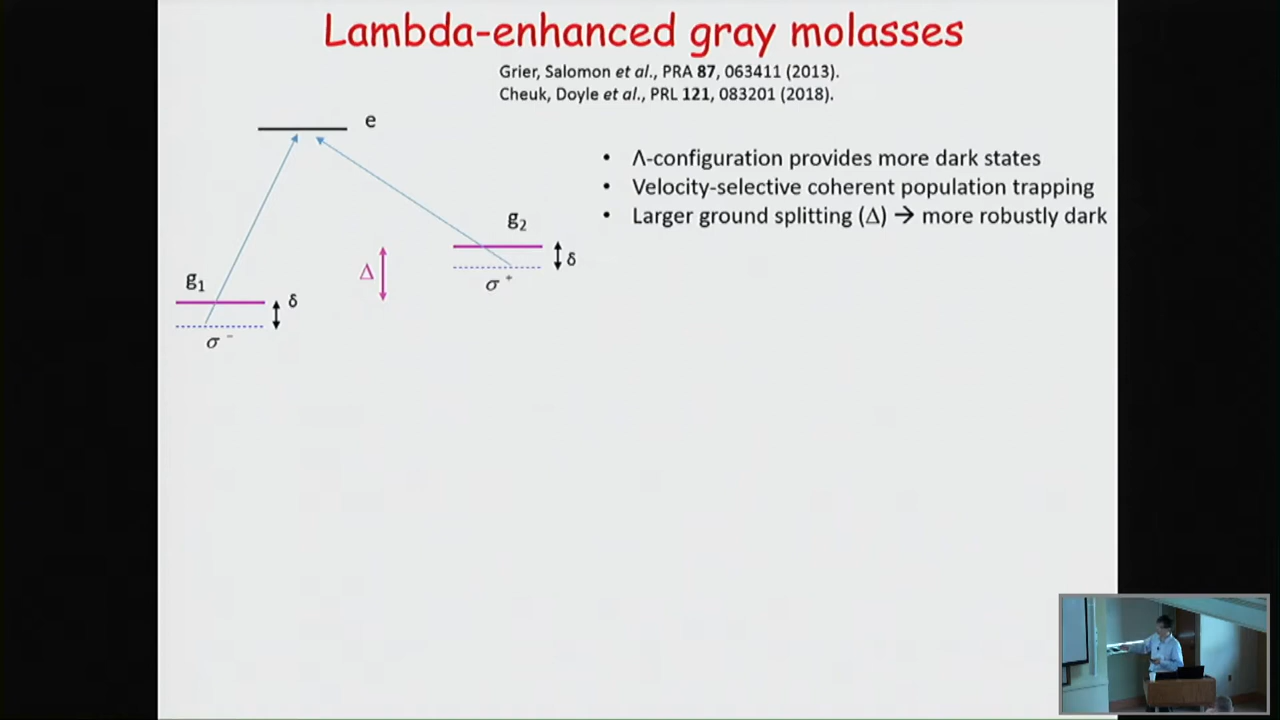 Lambda-enhanced gray molasses
Grier, Salomon et al., PRA 87, 063411 (2013).
Cheuk, Doyle et al., PRL 121, 083201 (2018).
e
• Λ-configuration provides more dark states
• Velocity-selective coherent population trapping
• Larger ground splitting (Δ) → more robustly dark
g₂
δ
Δ
σ⁺
g₁
δ
σ⁻